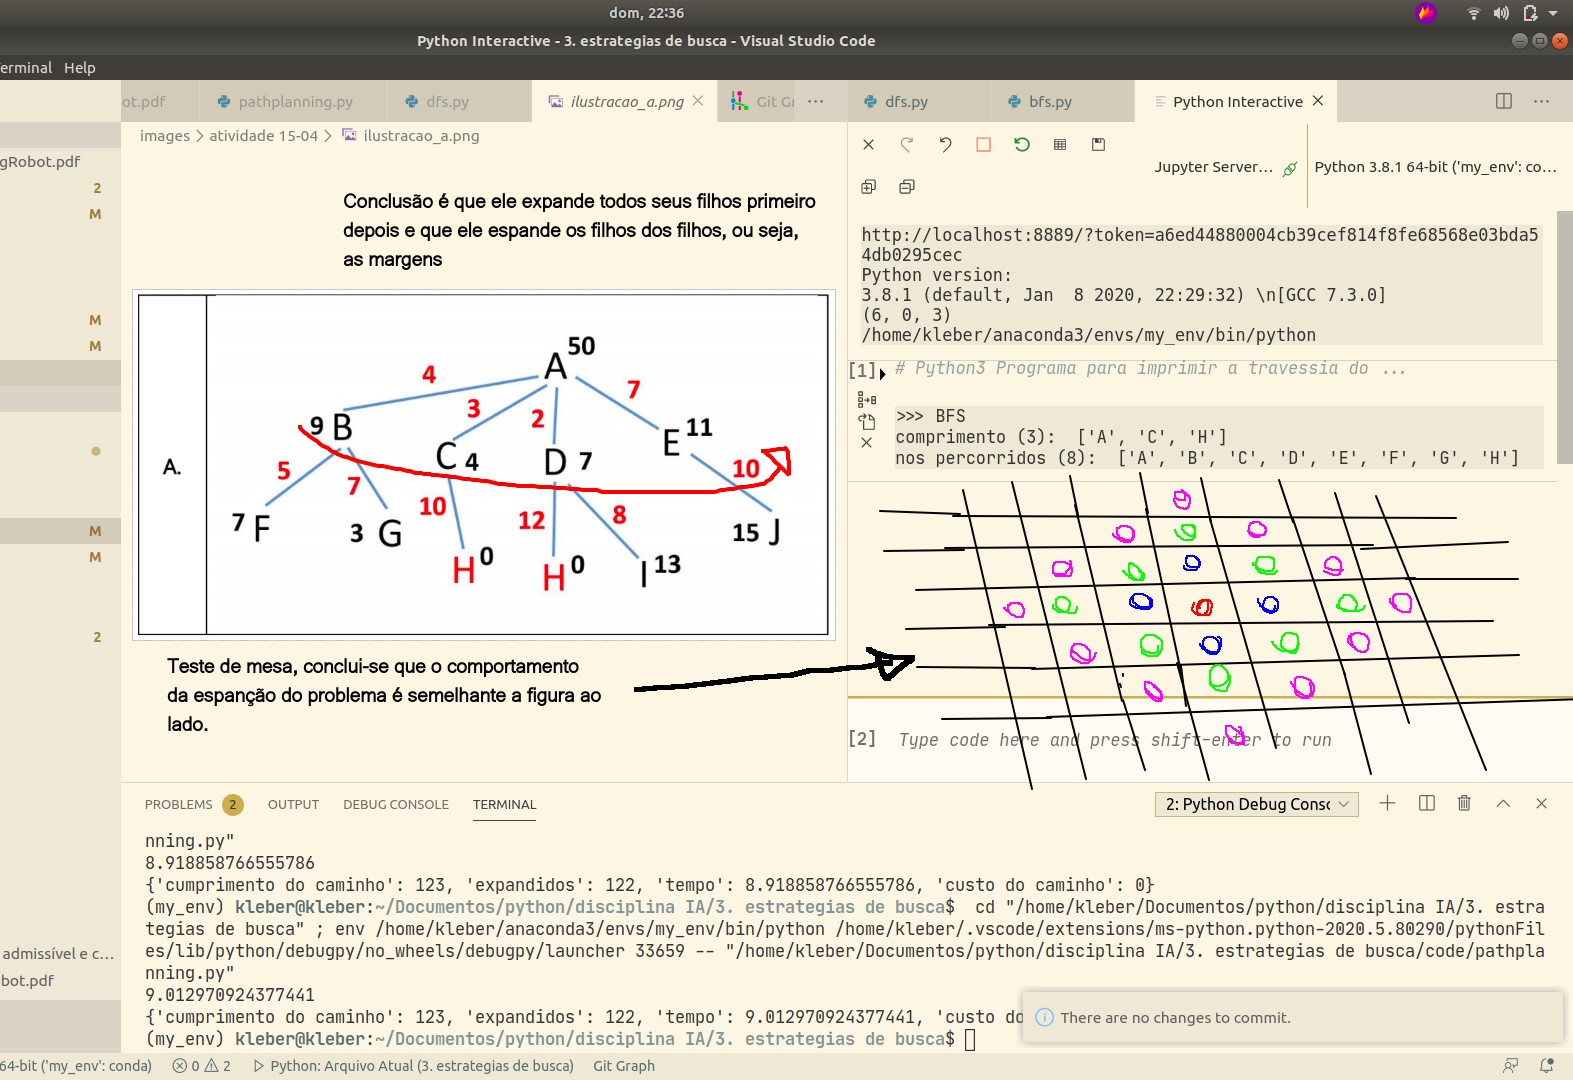 dom, 22:36
Python Interactive - 3. estrategias de busca - Visual Studio Code
erminal Help
ot.pdf
pathplanning.py
dfs.py
ilustracao_a.png
Git Gr
dfs.py
bfs.py
Python Interactive
images > atividade 15-04 > ilustracao_a.png
gRobot.pdf
2
M
M
M
M
M
2
admissível e c...
bot.pdf
Conclusão é que ele expande todos seus filhos primeiro
depois e que ele espande os filhos dos filhos, ou seja,
as margens
A.
A 50
4 3 2 7
9 B C 4 D 7 E 11
5 7 10 12 8 10
7 F 3 G H 0 H 0 I 13 15 J
Teste de mesa, conclui-se que o comportamento
da espanção do problema é semelhante a figura ao
lado.
Jupyter Server... Python 3.8.1 64-bit ('my_env': co...
http://localhost:8889/?token=a6ed44880004cb39cef814f8fe68568e03bda5
4db0295cec
Python version:
3.8.1 (default, Jan  8 2020, 22:29:32) \n[GCC 7.3.0]
(6, 0, 3)
/home/kleber/anaconda3/envs/my_env/bin/python
[1] # Python3 Programa para imprimir a travessia do ...
>>> BFS
comprimento (3):  ['A', 'C', 'H']
nos percorridos (8):  ['A', 'B', 'C', 'D', 'E', 'F', 'G', 'H']
[2] Type code here and press shift-enter to run
PROBLEMS 2 OUTPUT DEBUG CONSOLE TERMINAL
2: Python Debug Consc
nning.py"
8.918858766555786
{'cumprimento do caminho': 123, 'expandidos': 122, 'tempo': 8.918858766555786, 'custo do caminho': 0}
(my_env) kleber@kleber:~/Documentos/python/disciplina IA/3. estrategias de busca$  cd "/home/kleber/Documentos/python/disciplina IA/3. estra
tegias de busca" ; env /home/kleber/anaconda3/envs/my_env/bin/python /home/kleber/.vscode/extensions/ms-python.python-2020.5.80290/pythonFil
es/lib/python/debugpy/no_wheels/debugpy/launcher 33659 -- "/home/kleber/Documentos/python/disciplina IA/3. estrategias de busca/code/pathpla
nning.py"
9.012970924377441
{'cumprimento do caminho': 123, 'expandidos': 122, 'tempo': 9.012970924377441, 'custo do
(my_env) kleber@kleber:~/Documentos/python/disciplina IA/3. estrategias de busca$
There are no changes to commit.
64-bit ('my_env': conda) 0 2 Python: Arquivo Atual (3. estrategias de busca) Git Graph